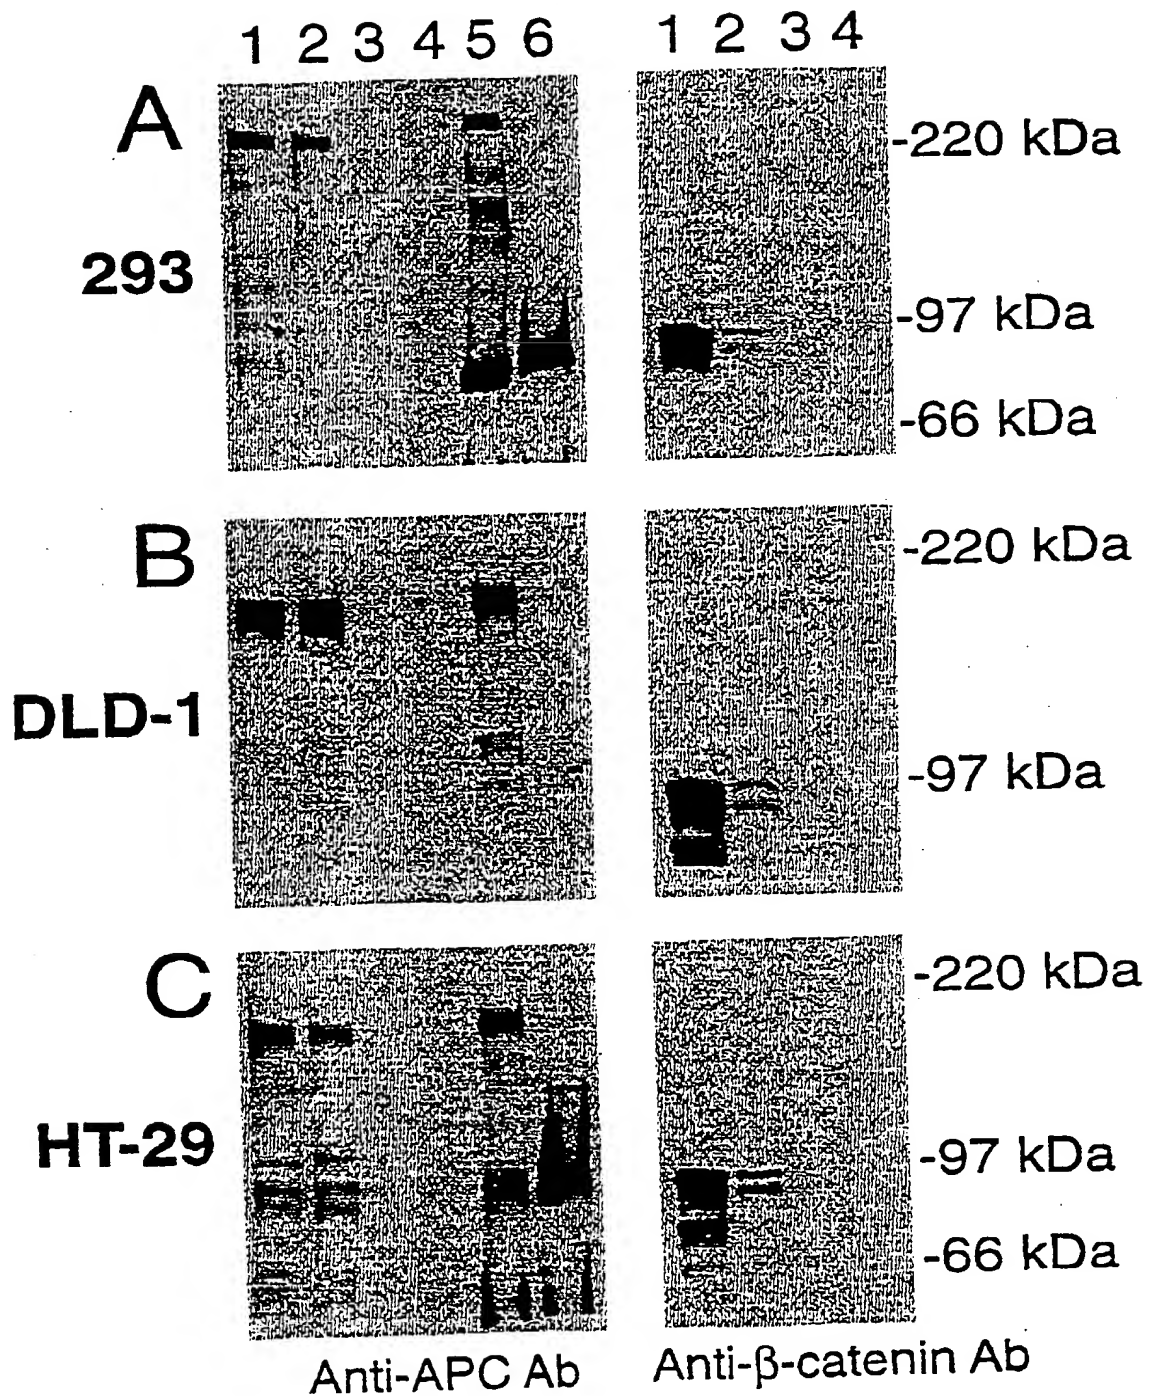 1 2 3 4 5 6
1 2 3 4
A
293
-220 kDa
-97 kDa
-66 kDa
B
DLD-1
-220 kDa
-97 kDa
C
HT-29
-220 kDa
-97 kDa
-66 kDa
Anti-APC Ab
Anti-β-catenin Ab